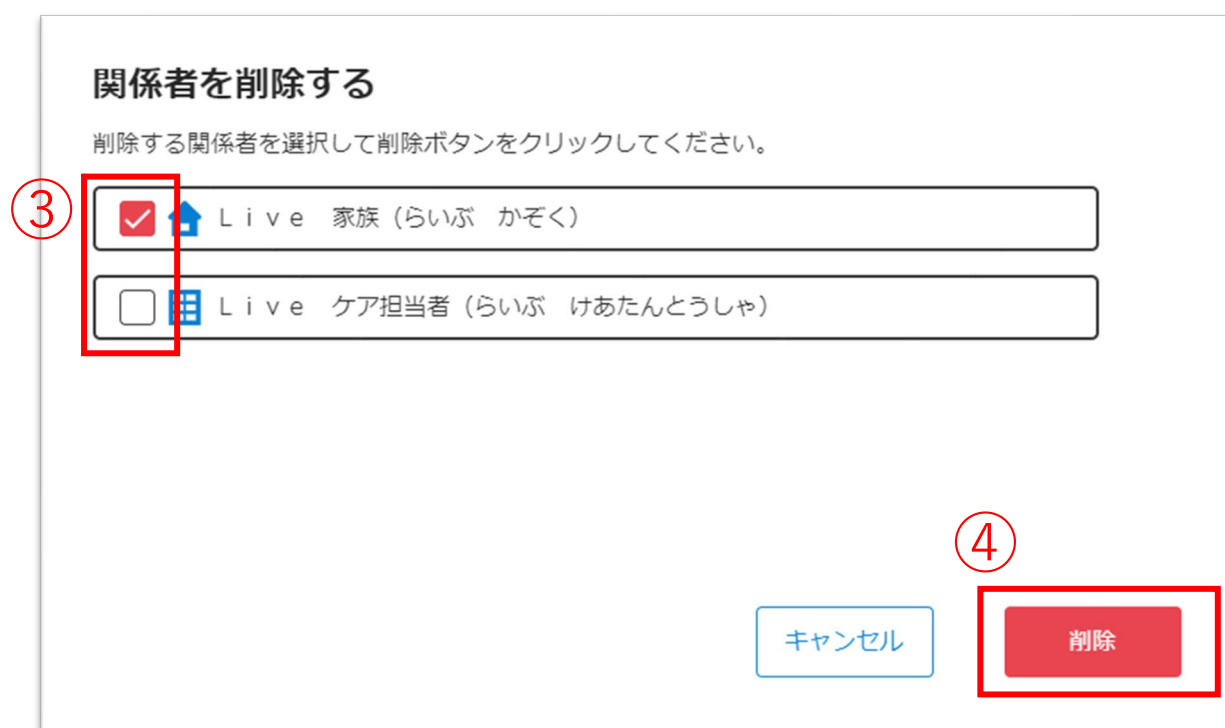 関係者を削除する
削除する関係者を選択して削除ボタンをクリックしてください。
③
Ｌｉｖｅ　家族（らいぶ　かぞく）
Ｌｉｖｅ　ケア担当者（らいぶ　けあたんとうしゃ）
④
キャンセル
削除